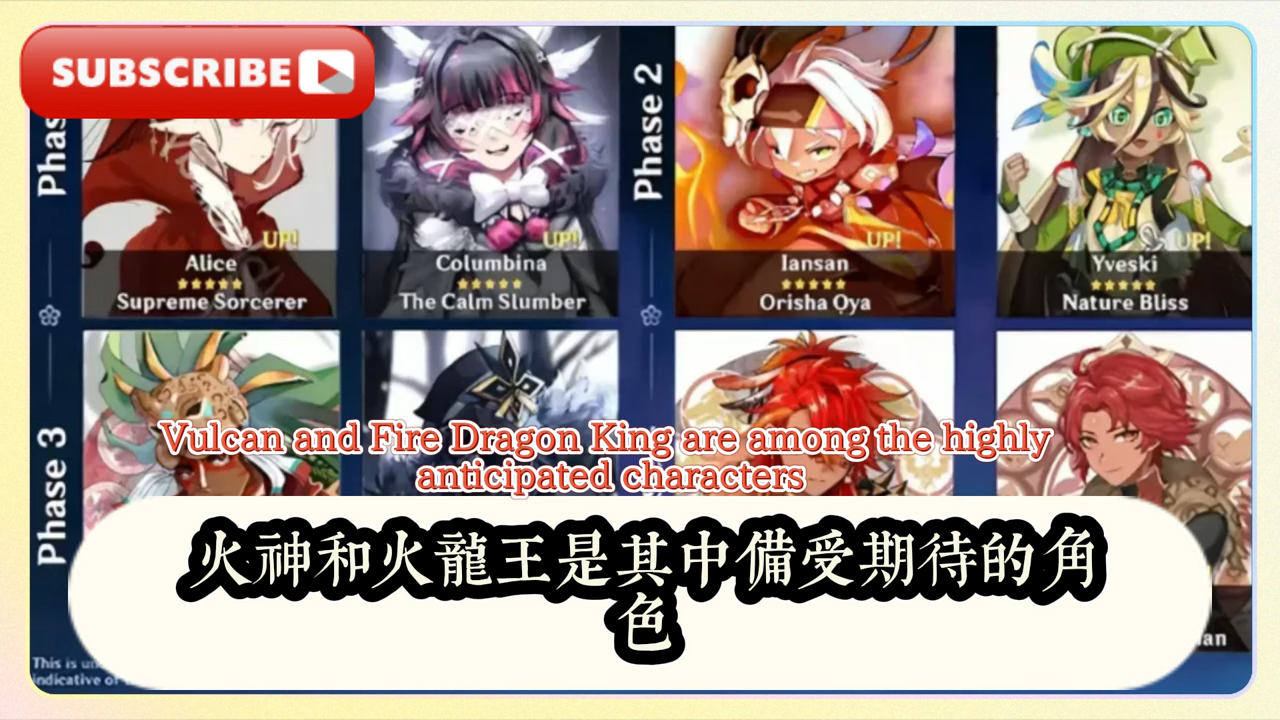 SUBSCRIBE
Phase 2
UP!
UP!
UP!
UP!
Alice
Columbina
Iansan
Yveski
Supreme Sorcerer
The Calm Slumber
Orisha Oya
Nature Bliss
Phase 3
Vulcan and Fire Dragon King are among the highly
anticipated characters
火神和火龍王是其中備受期待的角
色
This is
indicative of